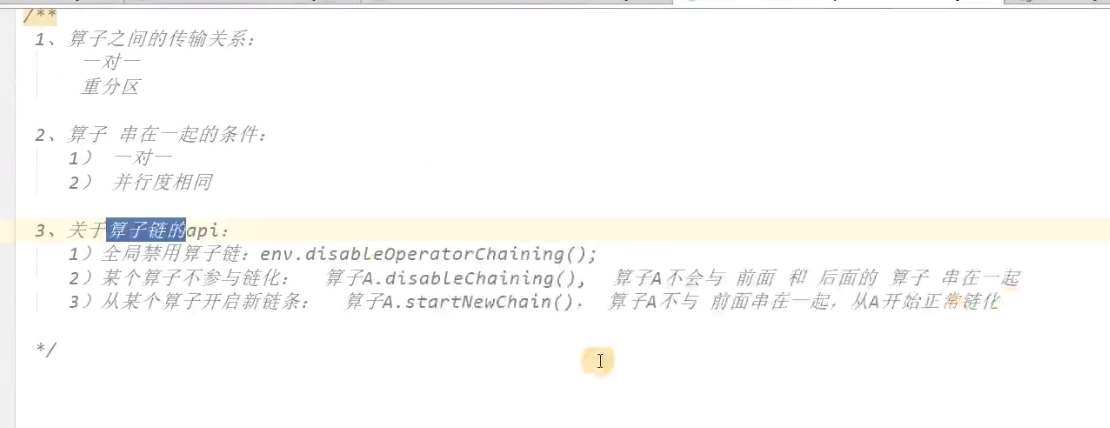 /**
1、算子之间的传输关系：
一对一
重分区
2、算子 串在一起的条件：
1） 一对一
2） 并行度相同
3、关于算子链的api：
1）全局禁用算子链：env.disableOperatorChaining();
2）某个算子不参与链化： 算子A.disableChaining(), 算子A不会与 前面 和 后面的 算子 串在一起
3）从某个算子开启新链条： 算子A.startNewChain()， 算子A不与 前面串在一起，从A开始正常链化
*/